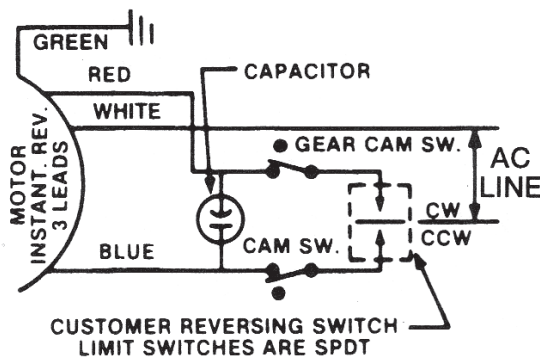 GREEN
RED
CAPACITOR
WHITE
MOTOR
INSTANT. REV.
3 LEADS
GEAR CAM SW.
AC
LINE
CW
CCW
BLUE
CAM SW.
CUSTOMER REVERSING SWITCH
LIMIT SWITCHES ARE SPDT